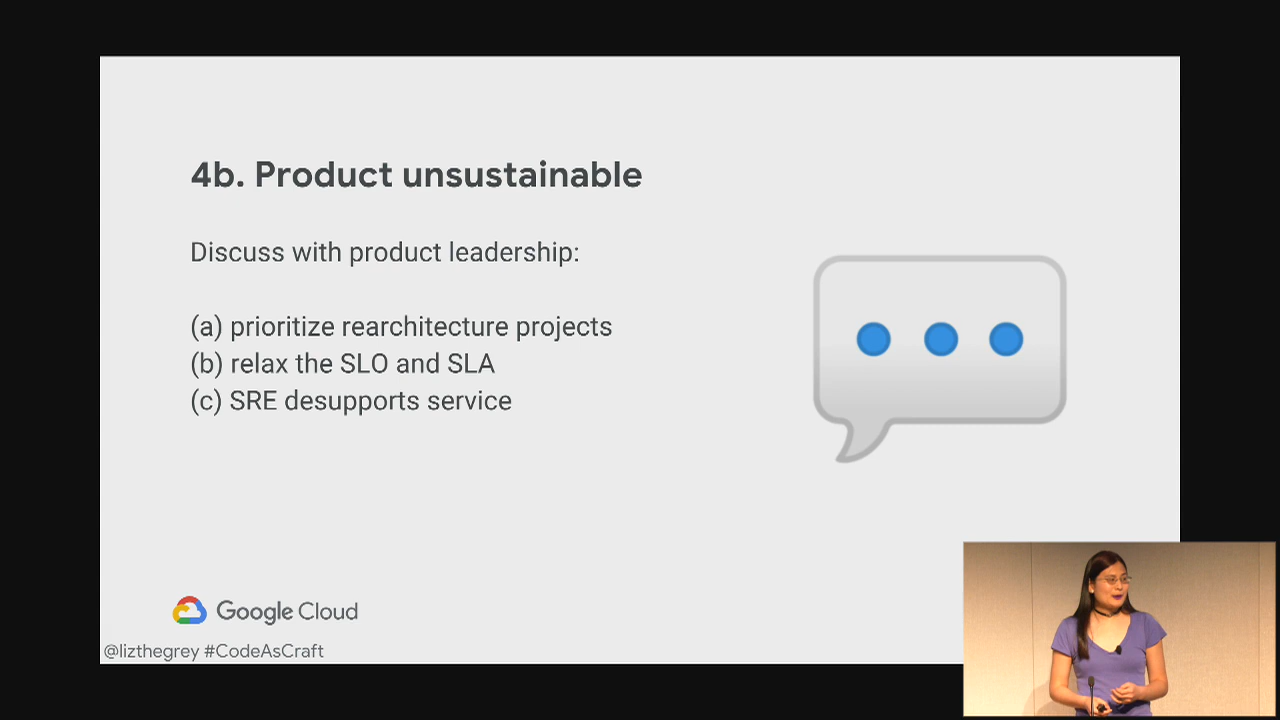 4b. Product unsustainable
Discuss with product leadership:
(a) prioritize rearchitecture projects
(b) relax the SLO and SLA
(c) SRE desupports service
Google Cloud
@lizthegrey #CodeAsCraft